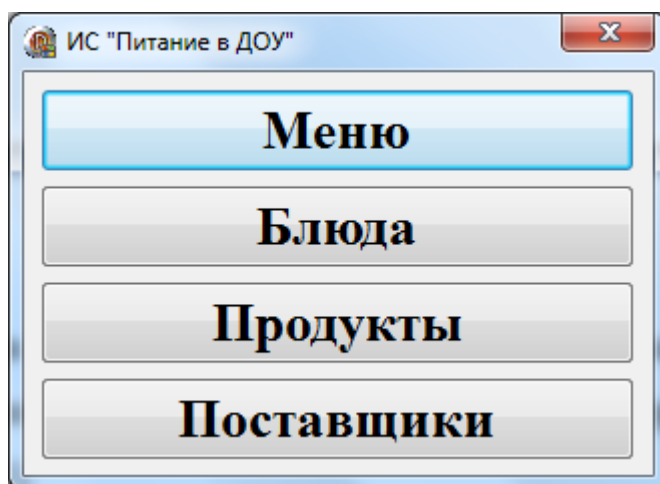 ИС "Питание в ДОУ"
Меню
Блюда
Продукты
Поставщики